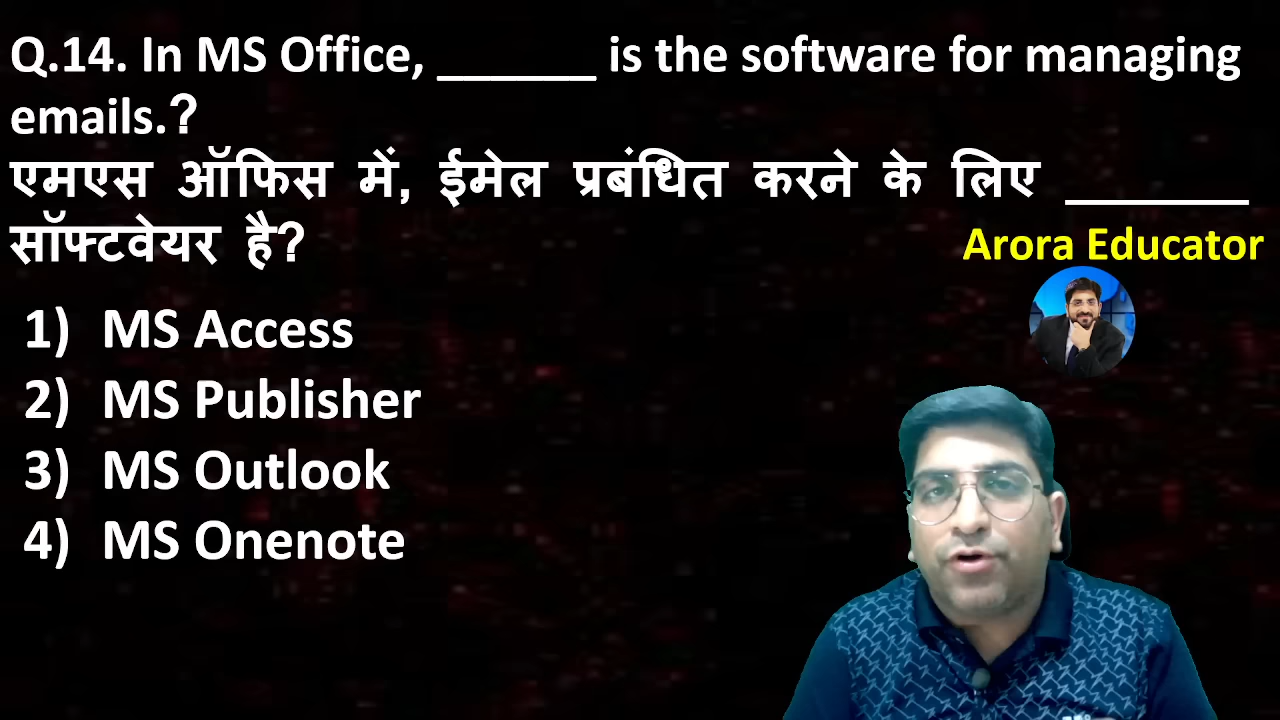 Q.14. In MS Office, ______ is the software for managing
emails.?
एमएस ऑफिस में, ईमेल प्रबंधित करने के लिए _______
सॉफ्टवेयर है?
Arora Educator
1) MS Access
2) MS Publisher
3) MS Outlook
4) MS Onenote